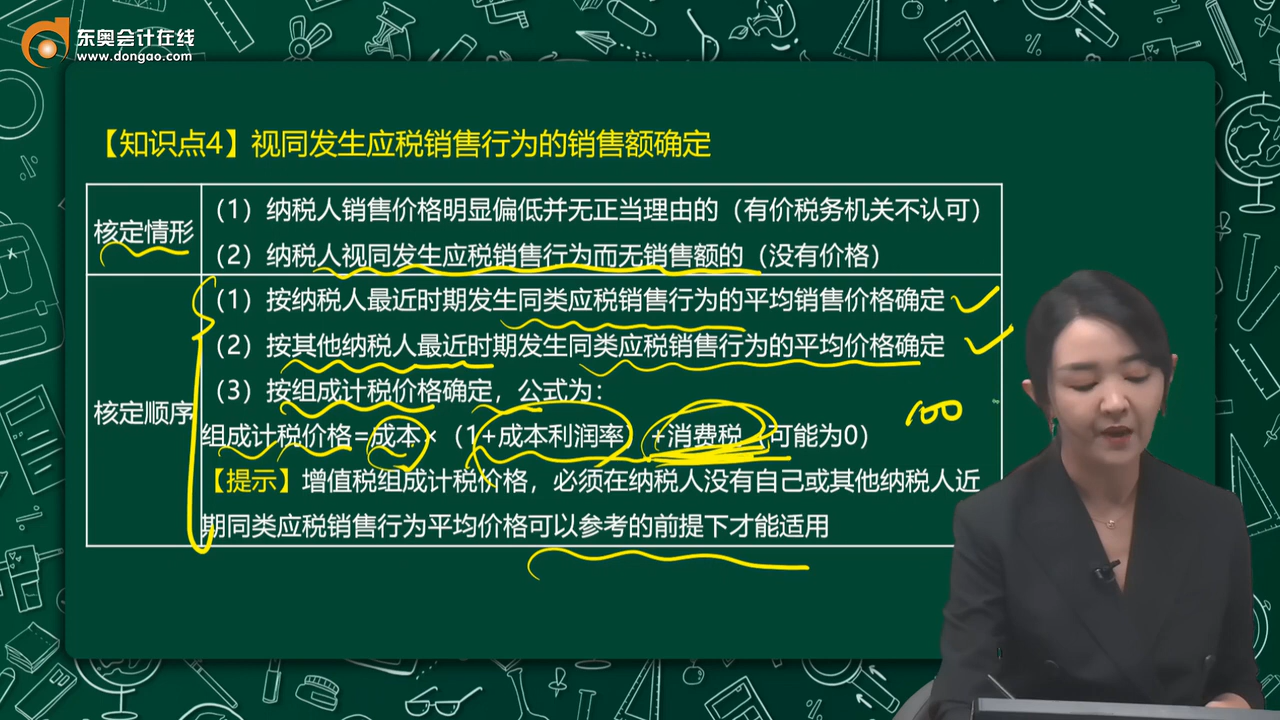 东奥会计在线
www.dongao.com
【知识点4】视同发生应税销售行为的销售额确定
核定情形
（1）纳税人销售价格明显偏低并无正当理由的（有价税务机关不认可）
（2）纳税人视同发生应税销售行为而无销售额的（没有价格）
核定顺序
（1）按纳税人最近时期发生同类应税销售行为的平均销售价格确定
（2）按其他纳税人最近时期发生同类应税销售行为的平均价格确定
（3）按组成计税价格确定，公式为：
组成计税价格=成本×（1+成本利润率）+消费税（可能为0）
100
【提示】增值税组成计税价格，必须在纳税人没有自己或其他纳税人近
期同类应税销售行为平均价格可以参考的前提下才能适用